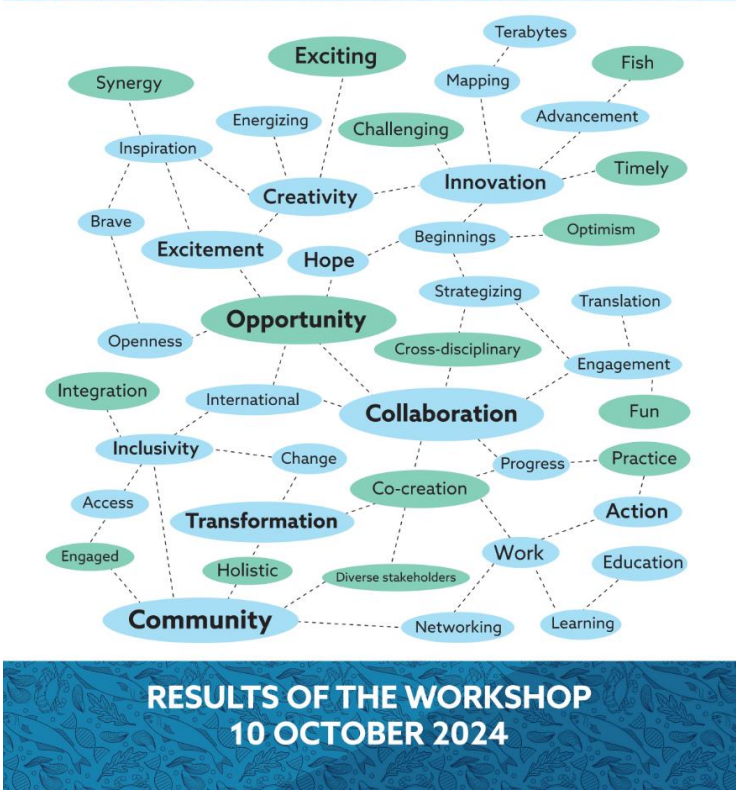 Terabytes
Exciting
Fish
Synergy
Mapping
Energizing
Advancement
Challenging
Inspiration
Timely
Innovation
Creativity
Brave
Optimism
Beginnings
Excitement
Hope
Strategizing
Translation
Opportunity
Openness
Cross-disciplinary
Engagement
Integration
International
Collaboration
Fun
Inclusivity
Change
Progress
Practice
Co-creation
Access
Transformation
Action
Work
Engaged
Holistic
Diverse stakeholders
Education
Community
Networking
Learning
RESULTS OF THE WORKSHOP
10 OCTOBER 2024